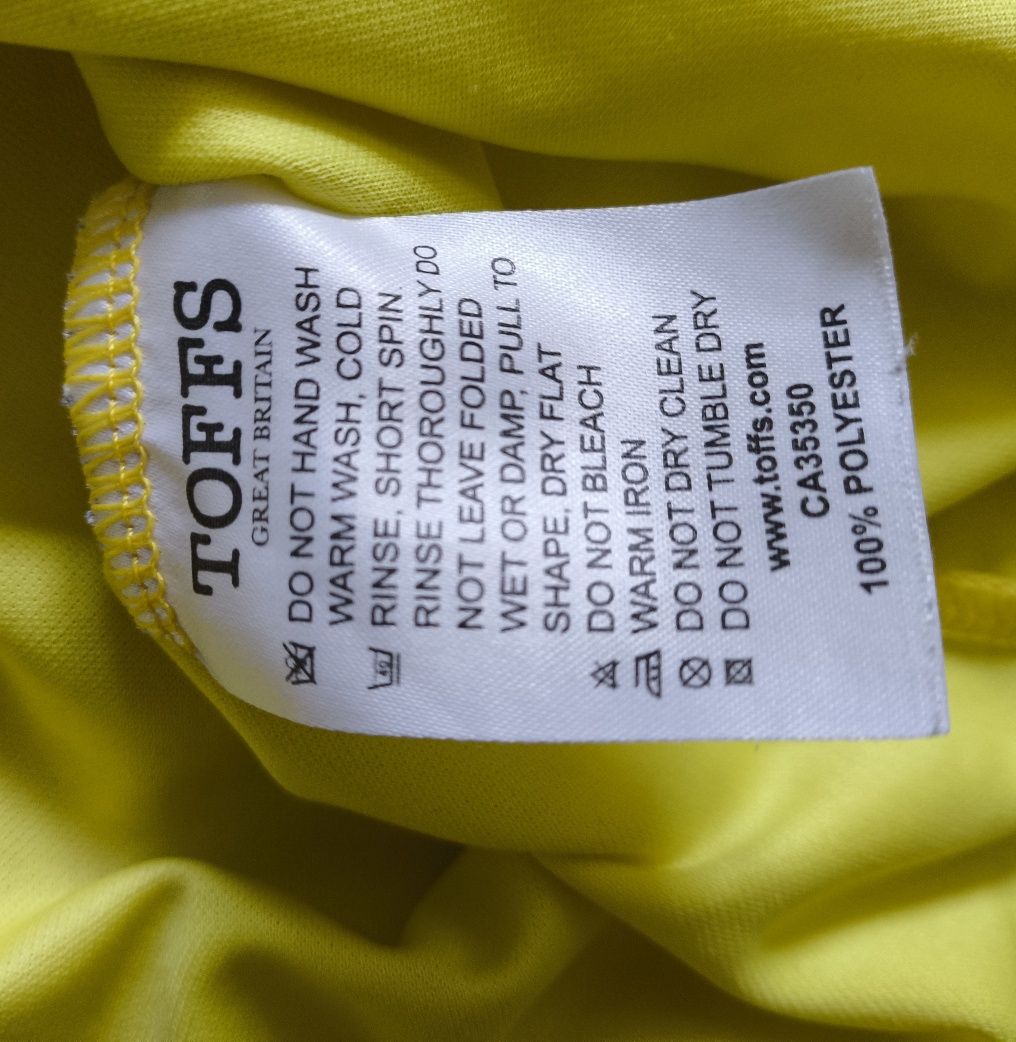 TOFFS
GREAT BRITAIN
DO NOT HAND WASH
WARM WASH, COLD
40 RINSE, SHORT SPIN.
RINSE THOROUGHLY DO
NOT LEAVE FOLDED
WET OR DAMP, PULL TO
SHAPE, DRY FLAT
DO NOT BLEACH
WARM IRON
DO NOT DRY CLEAN
DO NOT TUMBLE DRY
www.toffs.com
CA35350
100% POLYESTER